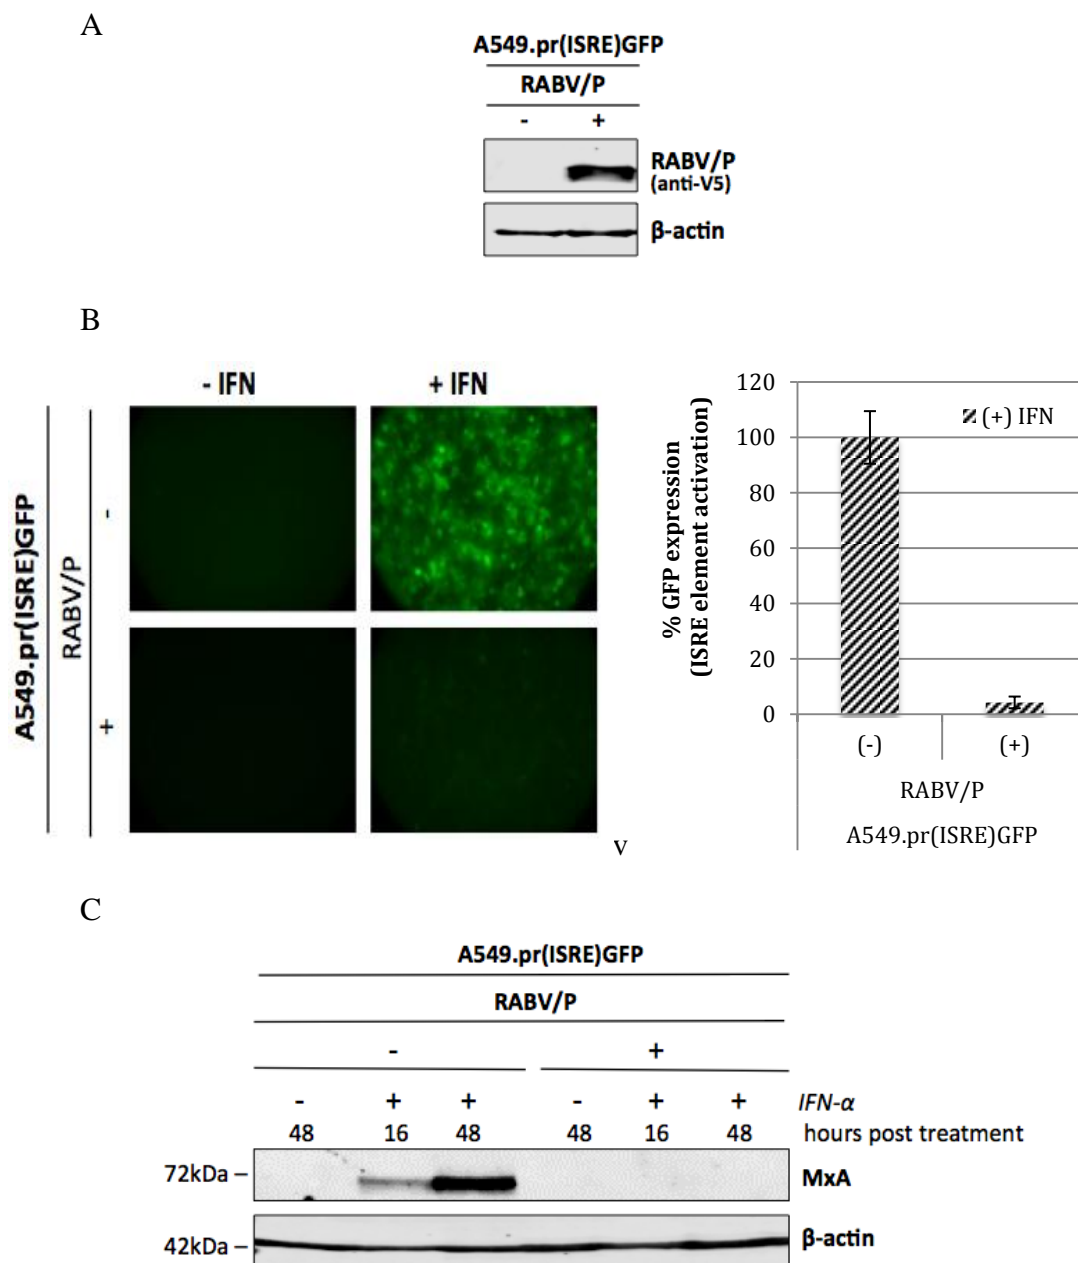 A
A549.pr(ISRE)GFP
RABV/P
- +
RABV/P
(anti-V5)
β-actin
B
- IFN + IFN
A549.pr(ISRE)GFP
RABV/P
-
+
v
% GFP expression
(ISRE element activation)
120
100
80
60
40
20
0
(+) IFN
(-) (+)
RABV/P
A549.pr(ISRE)GFP
C
A549.pr(ISRE)GFP
RABV/P
- +
- + + - + + IFN-α
48 16 48 48 16 48 hours post treatment
72kDa – MxA
42kDa – β-actin